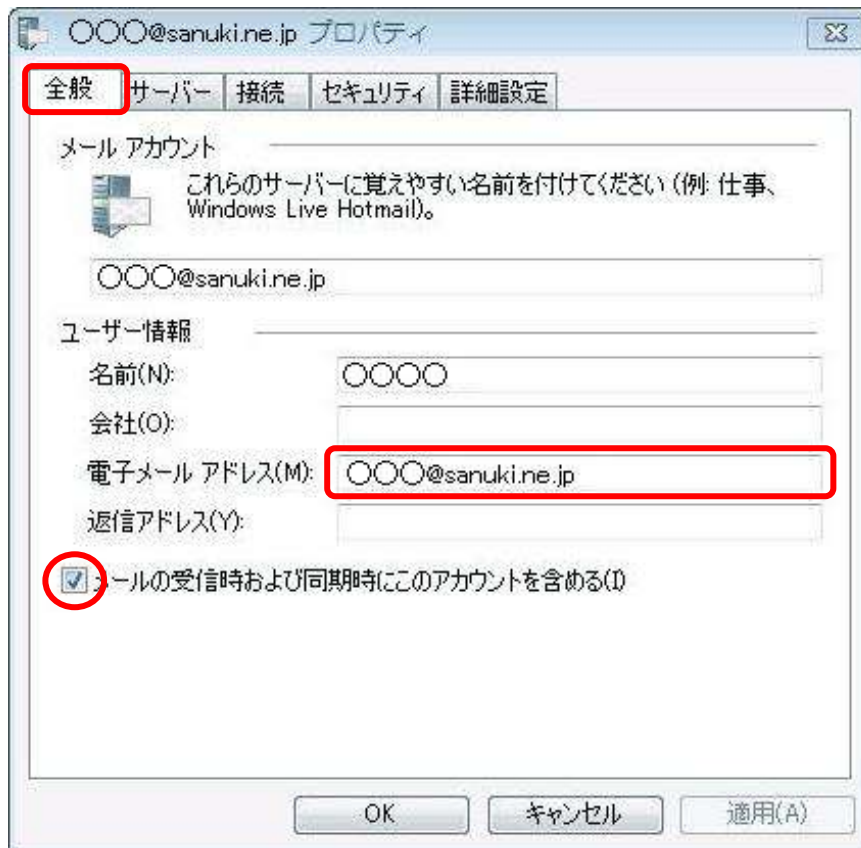 〇〇〇@sanuki.ne.jp プロパティ
全般 サーバー 接続 セキュリティ 詳細設定
メール アカウント
これらのサーバーに覚えやすい名前を付けてください (例: 仕事、
Windows Live Hotmail)。
〇〇〇@sanuki.ne.jp
ユーザー情報
名前(N): 〇〇〇〇
会社(O):
電子メール アドレス(M): 〇〇〇@sanuki.ne.jp
返信アドレス(Y):
メールの受信時および同期時にこのアカウントを含める(I)
OK キャンセル 適用(A)